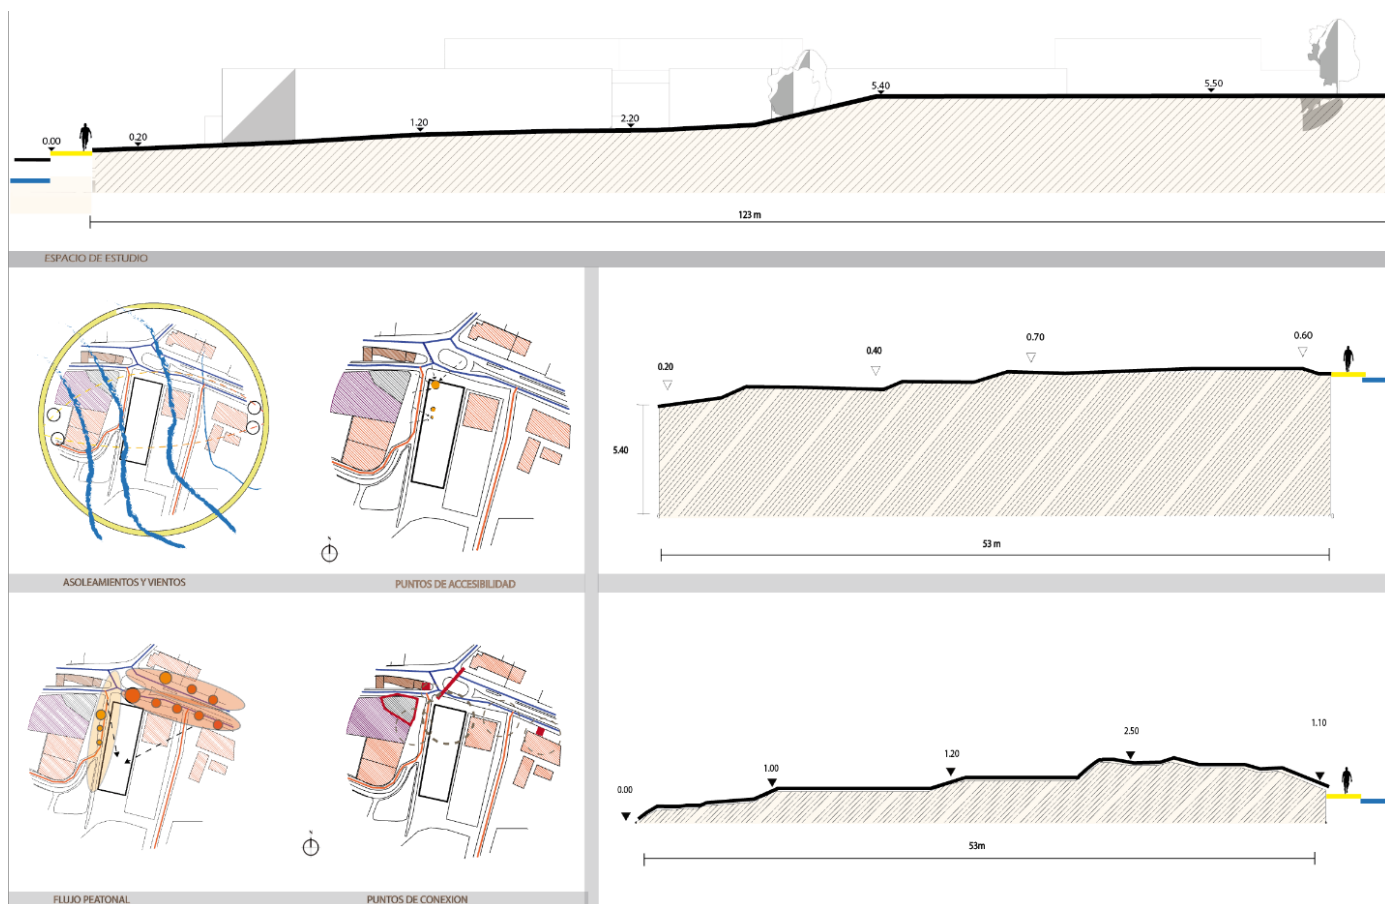 5.40
5.50
1.20
2.20
0.00
0.20
123 m
ESPACIO DE ESTUDIO
0.20
0.40
0.70
0.60
5.40
53 m
N
ASOLEAMIENTOS Y VIENTOS
PUNTOS DE ACCESIBILIDAD
0.00
1.00
1.20
2.50
1.10
53m
N
FLUJO PEATONAL
PUNTOS DE CONEXION